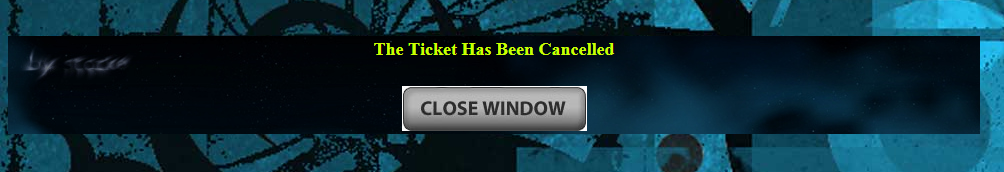 The Ticket Has Been Cancelled
CLOSE WINDOW